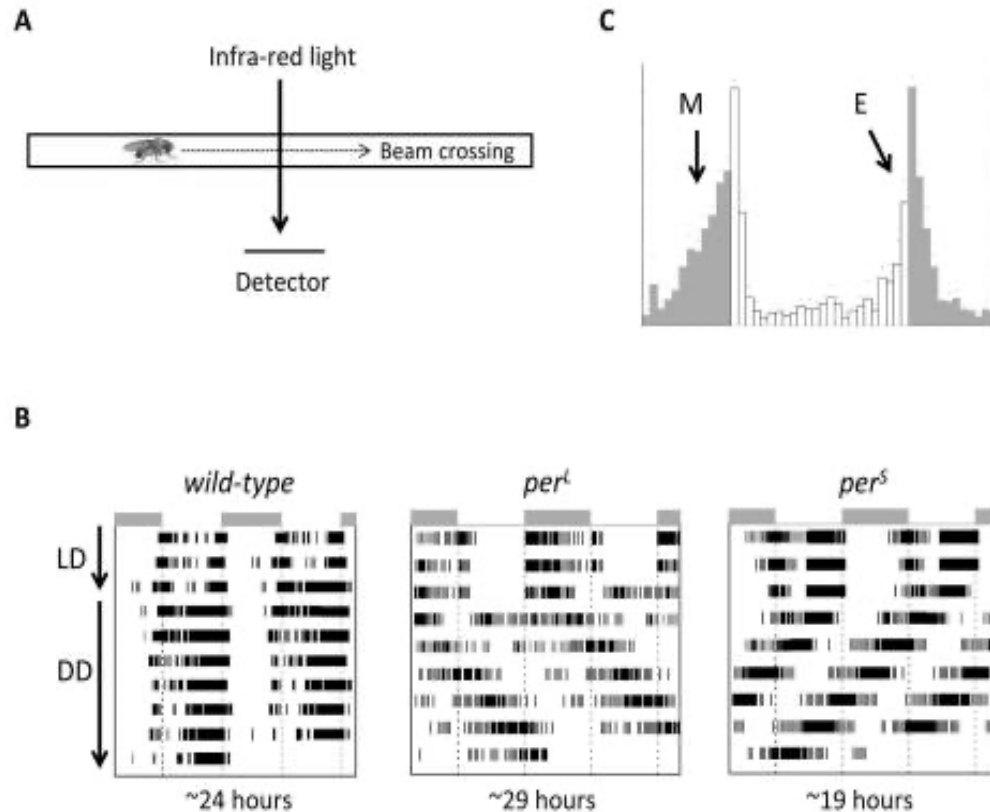 A
Infra-red light
Beam crossing
Detector
C
M
E
B
wild-type
per^L
per^S
LD
DD
~24 hours
~29 hours
~19 hours